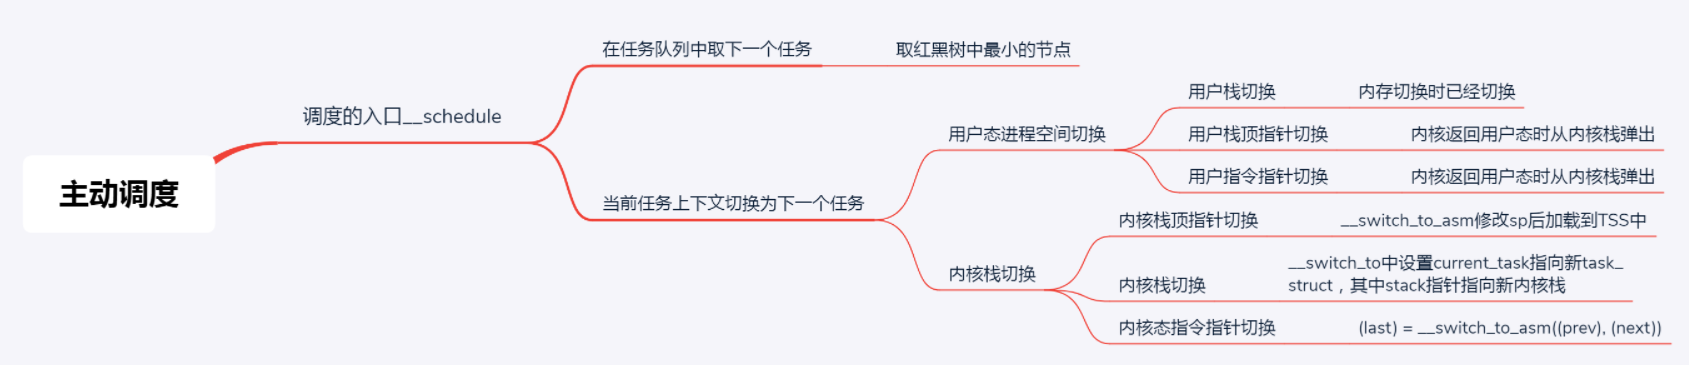 主动调度
调度的入口__schedule
在任务队列中取下一个任务
取红黑树中最小的节点
当前任务上下文切换为下一个任务
用户态进程空间切换
用户栈切换
内存切换时已经切换
用户栈顶指针切换
内核返回用户态时从内核栈弹出
用户指令指针切换
内核返回用户态时从内核栈弹出
内核栈切换
内核栈顶指针切换
__switch_to_asm修改sp后加载到TSS中
内核栈切换
__switch_to中设置current_task指向新task_
struct，其中stack指针指向新内核栈
内核态指令指针切换
(last) = __switch_to_asm((prev), (next))